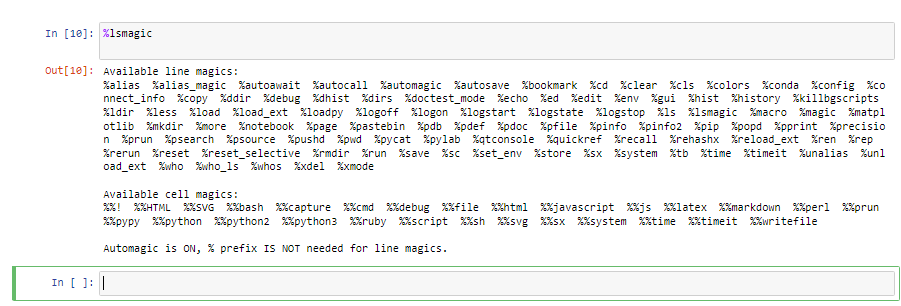 In [10]: %lsmagic
Out[10]: Available line magics:
%alias %alias_magic %autoawait %autocall %automagic %autosave %bookmark %cd %clear %cls %colors %conda %config %co
nnect_info %copy %ddir %debug %dhist %dirs %doctest_mode %echo %ed %edit %env %gui %hist %history %killbgscripts
%ldir %less %load %load_ext %loadpy %logoff %logon %logstart %logstate %logstop %ls %lsmagic %macro %magic %matpl
otlib %mkdir %more %notebook %page %pastebin %pdb %pdef %pdoc %pfile %pinfo %pinfo2 %pip %popd %pprint %precisio
n %prun %psearch %psource %pushd %pwd %pycat %pylab %qtconsole %quickref %recall %rehashx %reload_ext %ren %rep
%rerun %reset %reset_selective %rmdir %run %save %sc %set_env %store %sx %system %tb %time %timeit %unalias %unl
oad_ext %who %who_ls %whos %xdel %xmode
Available cell magics:
%%! %%HTML %%SVG %%bash %%capture %%cmd %%debug %%file %%html %%javascript %%js %%latex %%markdown %%perl %%prun
%%pypy %%python %%python2 %%python3 %%ruby %%script %%sh %%svg %%sx %%system %%time %%timeit %%writefile
Automagic is ON, % prefix IS NOT needed for line magics.
In [ ]: